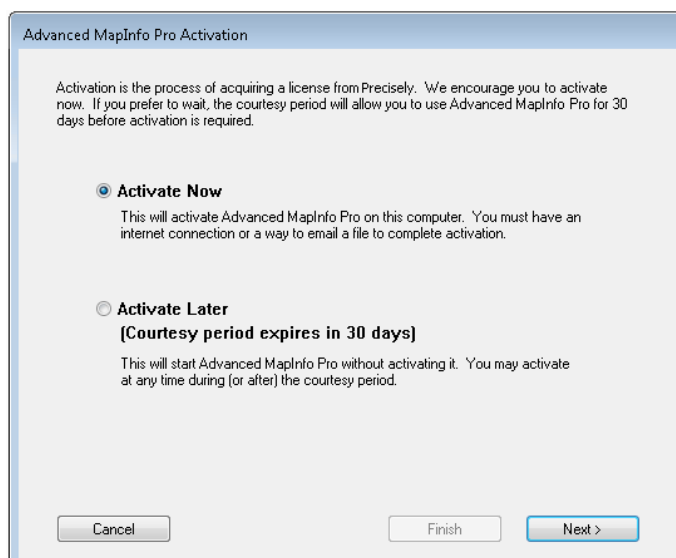 Advanced MapInfo Pro Activation
Activation is the process of acquiring a license from Precisely. We encourage you to activate
now. If you prefer to wait, the courtesy period will allow you to use Advanced MapInfo Pro for 30
days before activation is required.
Activate Now
This will activate Advanced MapInfo Pro on this computer. You must have an
internet connection or a way to email a file to complete activation.
Activate Later
(Courtesy period expires in 30 days)
This will start Advanced MapInfo Pro without activating it. You may activate
at any time during (or after) the courtesy period.
Cancel
Finish
Next >